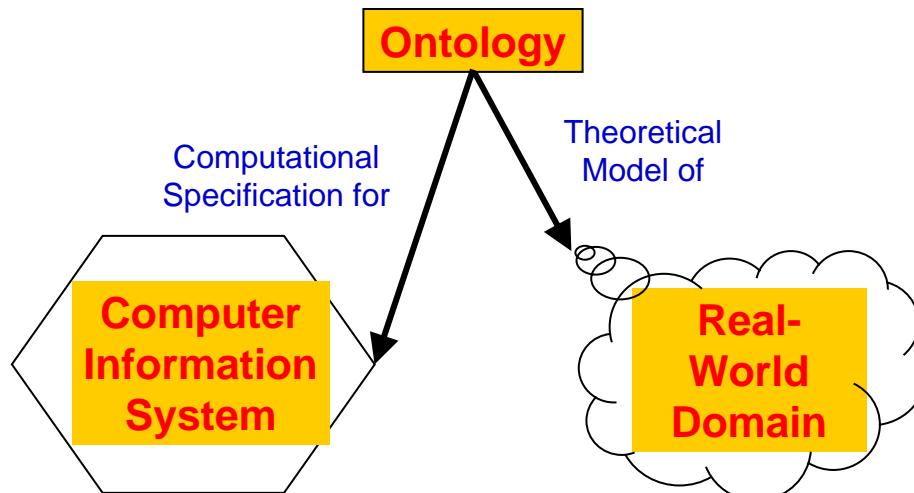 Ontology
Computational
Specification for
Theoretical
Model of
Computer
Information
System
Real-
World
Domain